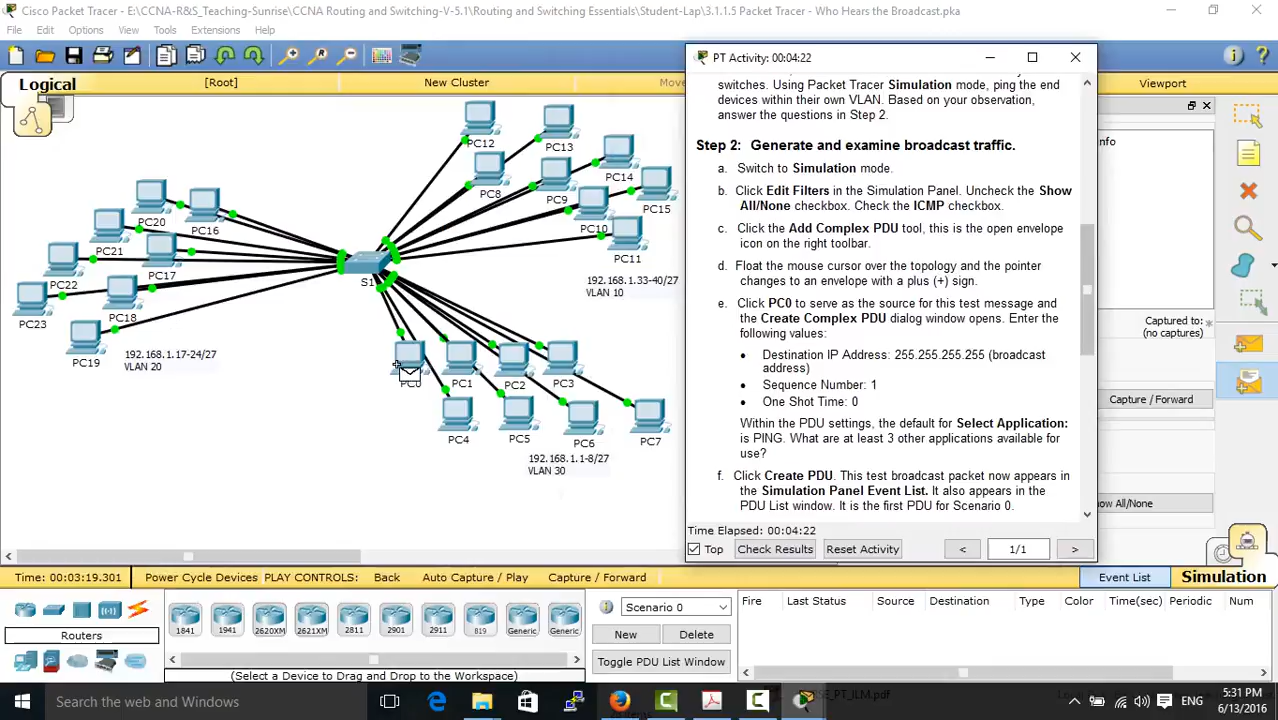 Cisco Packet Tracer - E:\CCNA-R&S_Teaching-Sunrise\CCNA Routing and Switching-V-5.1\Routing and Switching Essentials\Student-Lap\3.1.1.5 Packet Tracer - Who Hears the Broadcast.pka
File Edit Options View Tools Extensions Help
Logical
[Root]
New Cluster
Move
Viewport
PT Activity: 00:04:22
switches. Using Packet Tracer Simulation mode, ping the end
devices within their own VLAN. Based on your observation,
answer the questions in Step 2.
Step 2: Generate and examine broadcast traffic.
a. Switch to Simulation mode.
b. Click Edit Filters in the Simulation Panel. Uncheck the Show
All/None checkbox. Check the ICMP checkbox.
c. Click the Add Complex PDU tool, this is the open envelope
icon on the right toolbar.
d. Float the mouse cursor over the topology and the pointer
changes to an envelope with a plus (+) sign.
e. Click PC0 to serve as the source for this test message and
the Create Complex PDU dialog window opens. Enter the
following values:
• Destination IP Address: 255.255.255.255 (broadcast
address)
• Sequence Number: 1
• One Shot Time: 0
Within the PDU settings, the default for Select Application:
is PING. What are at least 3 other applications available for
use?
f. Click Create PDU. This test broadcast packet now appears in
the Simulation Panel Event List. It also appears in the
PDU List window. It is the first PDU for Scenario 0.
Time Elapsed: 00:04:22
Top
Check Results
Reset Activity
<
1/1
>
PC12
PC13
PC14
PC8
PC9
PC15
PC10
PC11
192.168.1.33-40/27
VLAN 10
PC20
PC16
PC21
PC17
PC22
PC18
PC23
PC19
192.168.1.17-24/27
VLAN 20
S1
PC0
PC1
PC2
PC3
PC4
PC5
PC6
PC7
192.168.1.1-8/27
VLAN 30
nfo
Captured to:
(no captures)
*
Capture / Forward
ow All/None
Time: 00:03:19.301
Power Cycle Devices
PLAY CONTROLS:
Back
Auto Capture / Play
Capture / Forward
Event List
Simulation
Routers
1841
1941
2620XM
2621XM
2811
2901
2911
819
Generic
Generic
(Select a Device to Drag and Drop to the Workspace)
Scenario 0
New
Delete
Toggle PDU List Window
Fire Last Status Source Destination Type Color Time(sec) Periodic Num
Search the web and Windows
5:31 PM
6/13/2016